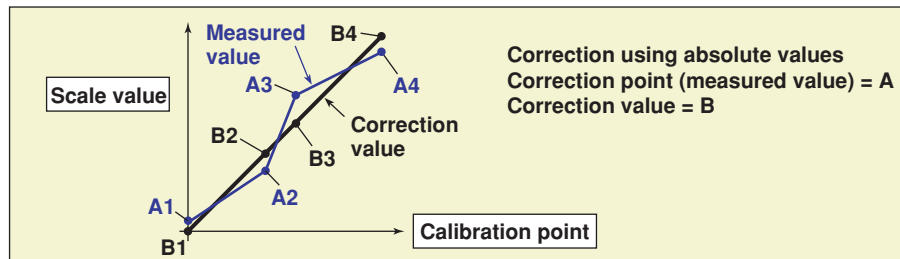 B4
Measured
value
A3
A4
Scale value
Correction using absolute values
Correction point (measured value) = A
Correction value = B
B2
Correction
value
B3
A2
A1
B1
Calibration point